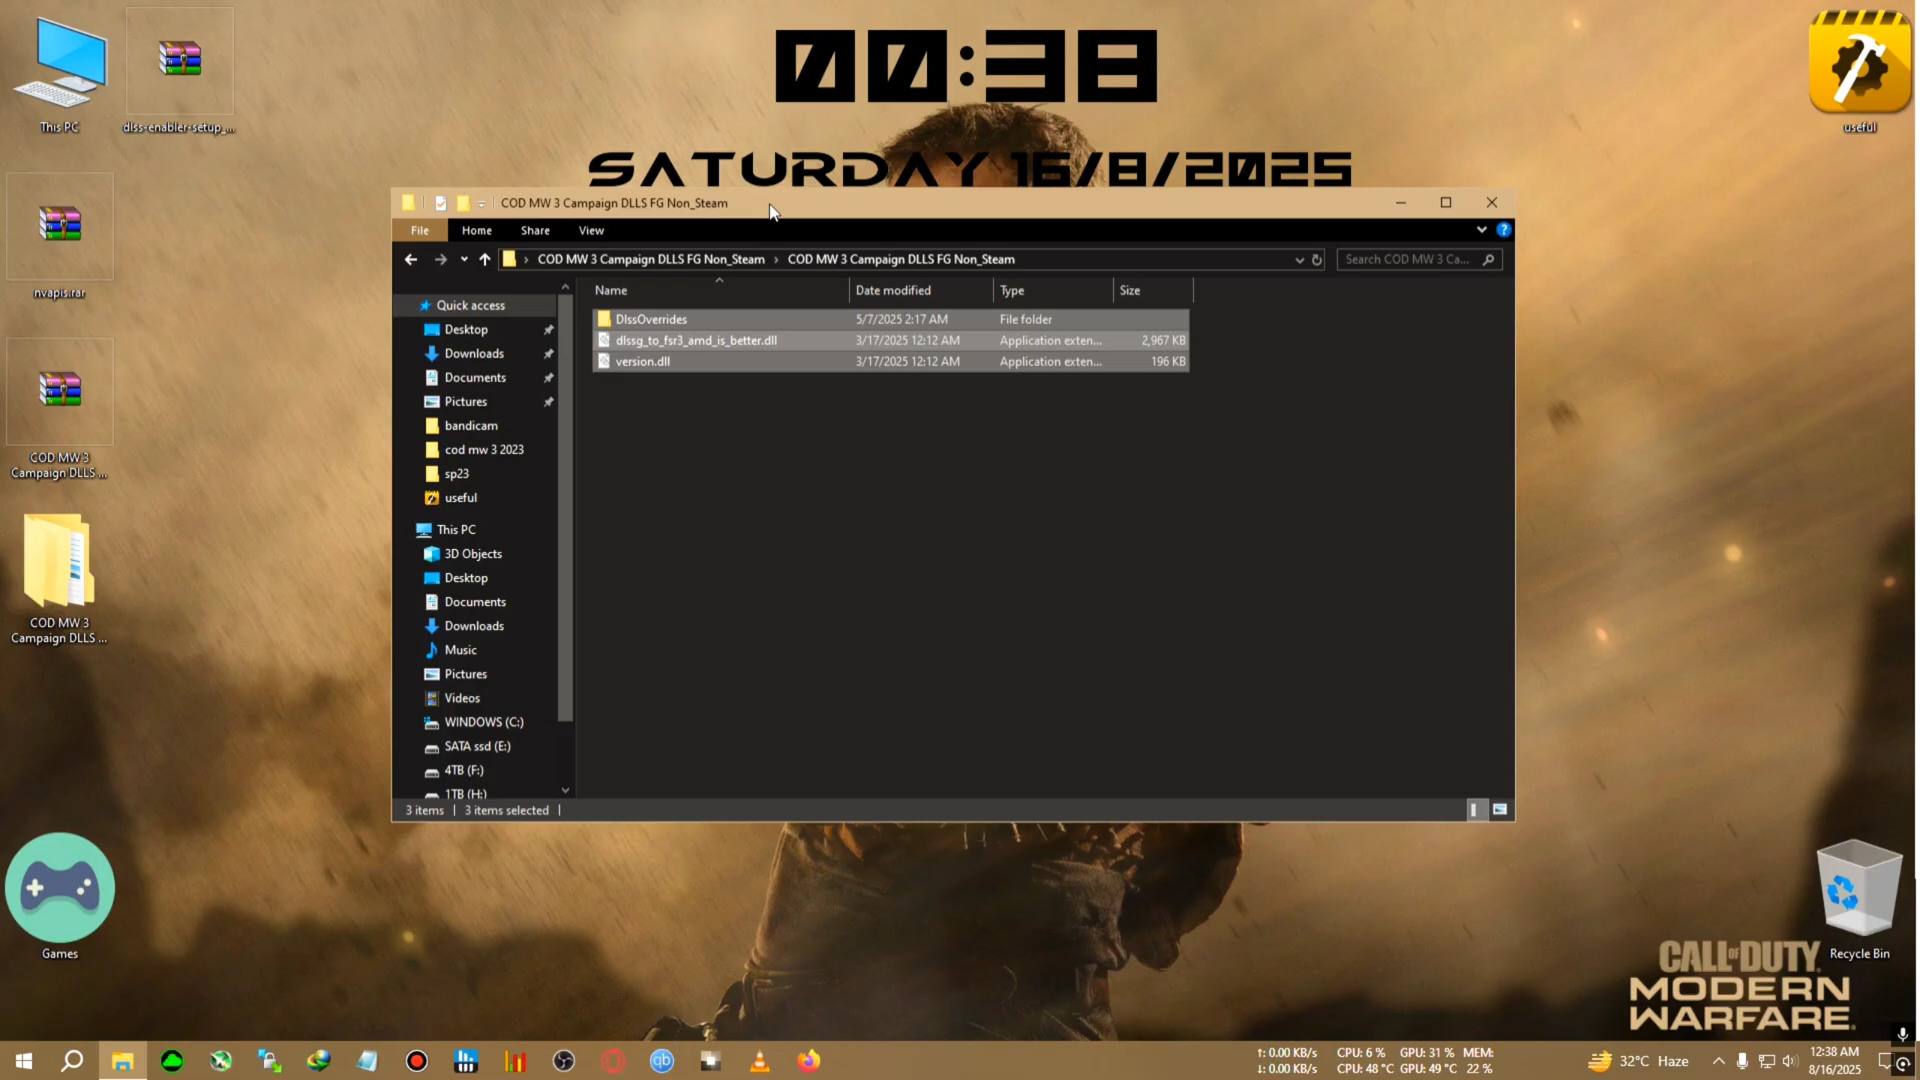 00:38
SATURDAY 16/8/2025
This PC
dlss-enabler-setup_...
useful
nvapis.rar
COD MW 3
Campaign DLLS ...
COD MW 3
Campaign DLLS ...
Games
COD MW 3 Campaign DLLS FG Non_Steam
File Home Share View
COD MW 3 Campaign DLLS FG Non_Steam › COD MW 3 Campaign DLLS FG Non_Steam
Search COD MW 3 Ca...
Name Date modified Type Size
DlssOverrides 5/7/2025 2:17 AM File folder
dlssg_to_fsr3_amd_is_better.dll 3/17/2025 12:12 AM Application exten... 2,967 KB
version.dll 3/17/2025 12:12 AM Application exten... 196 KB
Quick access
Desktop
Downloads
Documents
Pictures
bandicam
cod mw 3 2023
sp23
useful
This PC
3D Objects
Desktop
Documents
Downloads
Music
Pictures
Videos
WINDOWS (C:)
SATA ssd (E:)
4TB (F:)
1TB (H:)
3 items | 3 items selected |
Recycle Bin
CALL OF DUTY
MODERN
WARFARE
↑: 0.00 KB/s CPU: 6 % GPU: 31 % MEM:
↓: 0.00 KB/s CPU: 48 °C GPU: 49 °C 22 %
32°C Haze
12:38 AM
8/16/2025